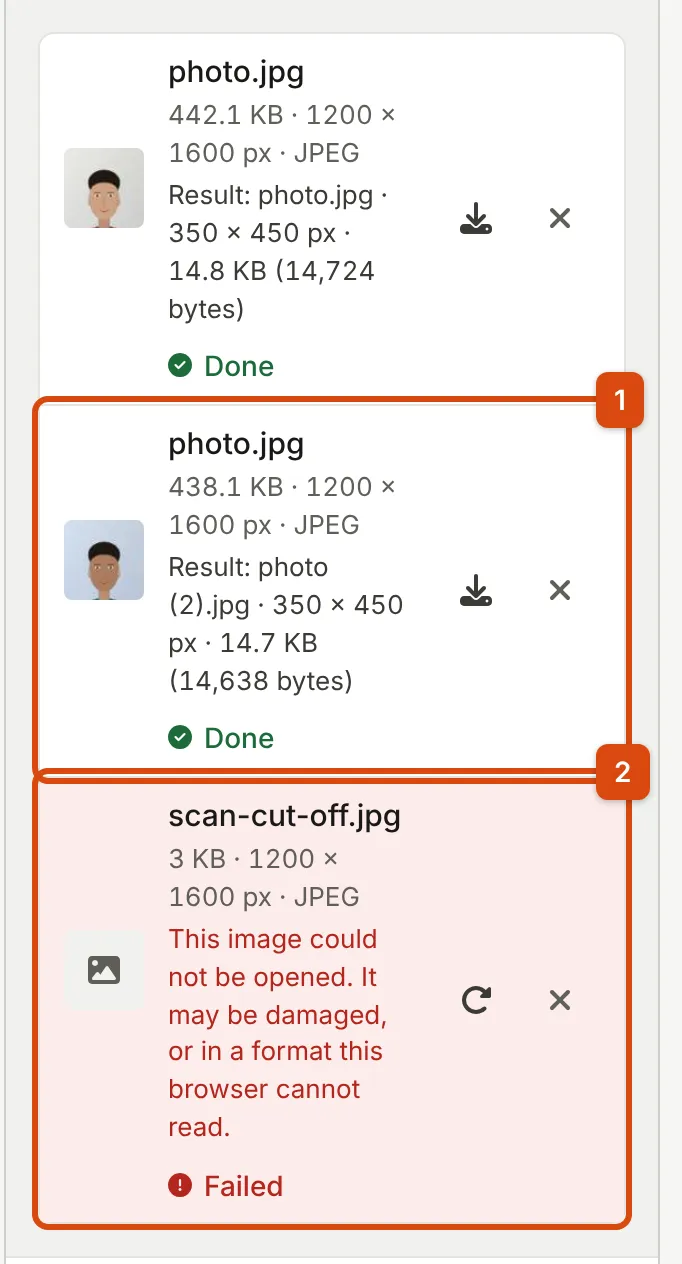 photo.jpg
442.1 KB · 1200 ×
1600 px · JPEG
Result: photo.jpg ·
350 × 450 px ·
14.8 KB (14,724
bytes)
Done
1
photo.jpg
438.1 KB · 1200 ×
1600 px · JPEG
Result: photo
(2).jpg · 350 × 450
px · 14.7 KB
(14,638 bytes)
Done
2
scan-cut-off.jpg
3 KB · 1200 ×
1600 px · JPEG
This image could
not be opened. It
may be damaged,
or in a format this
browser cannot
read.
Failed